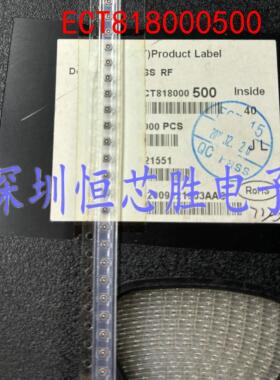 ECT818000500
)Product Label
SS RF
CT818000 500 Inside
40
000 PCS
QC PASS
21551
深圳恒芯胜电子
RoHS